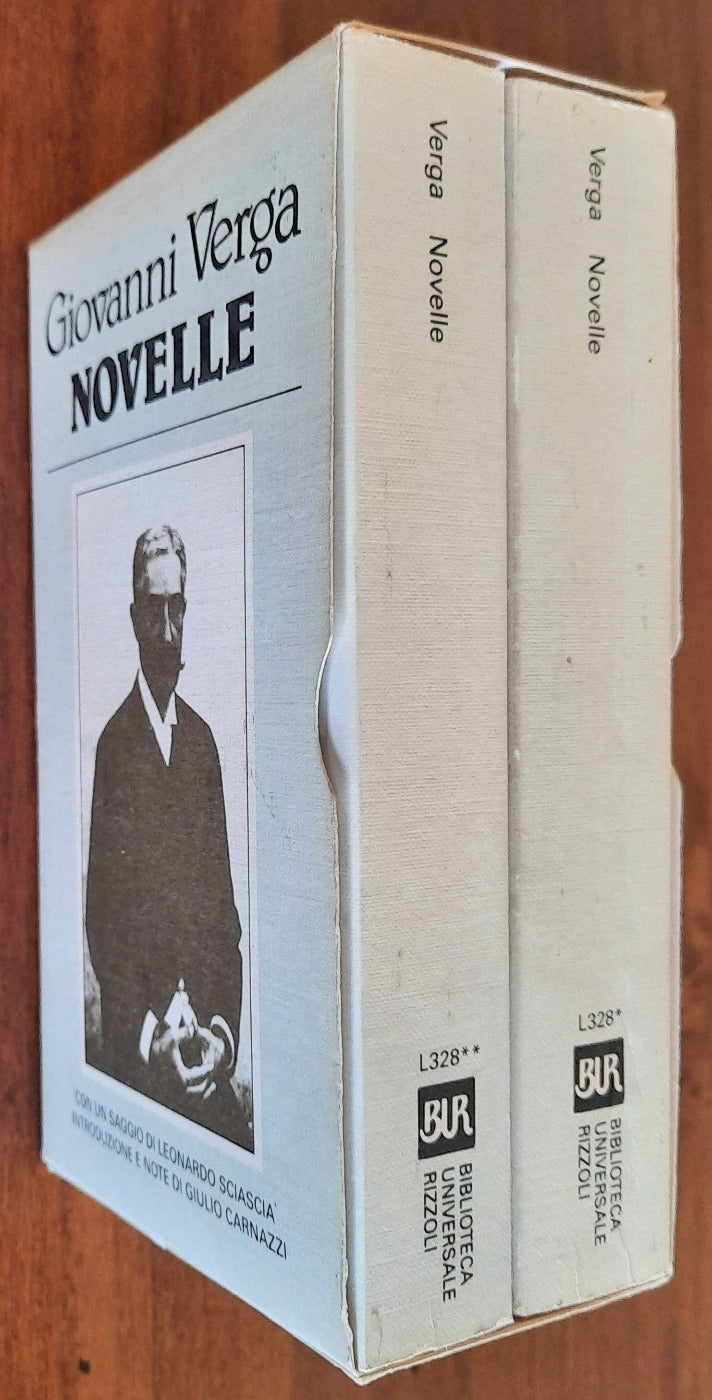 Giovanni Verga
NOVELLE
CON UN SAGGIO DI LEONARDO SCIASCIA
INTRODUZIONE E NOTE DI GIULIO CARNAZZI
Verga Novelle
L328**
BUR
BIBLIOTECA
UNIVERSALE
RIZZOLI
Verga Novelle
L328*
BUR
BIBLIOTECA
UNIVERSALE
RIZZOLI